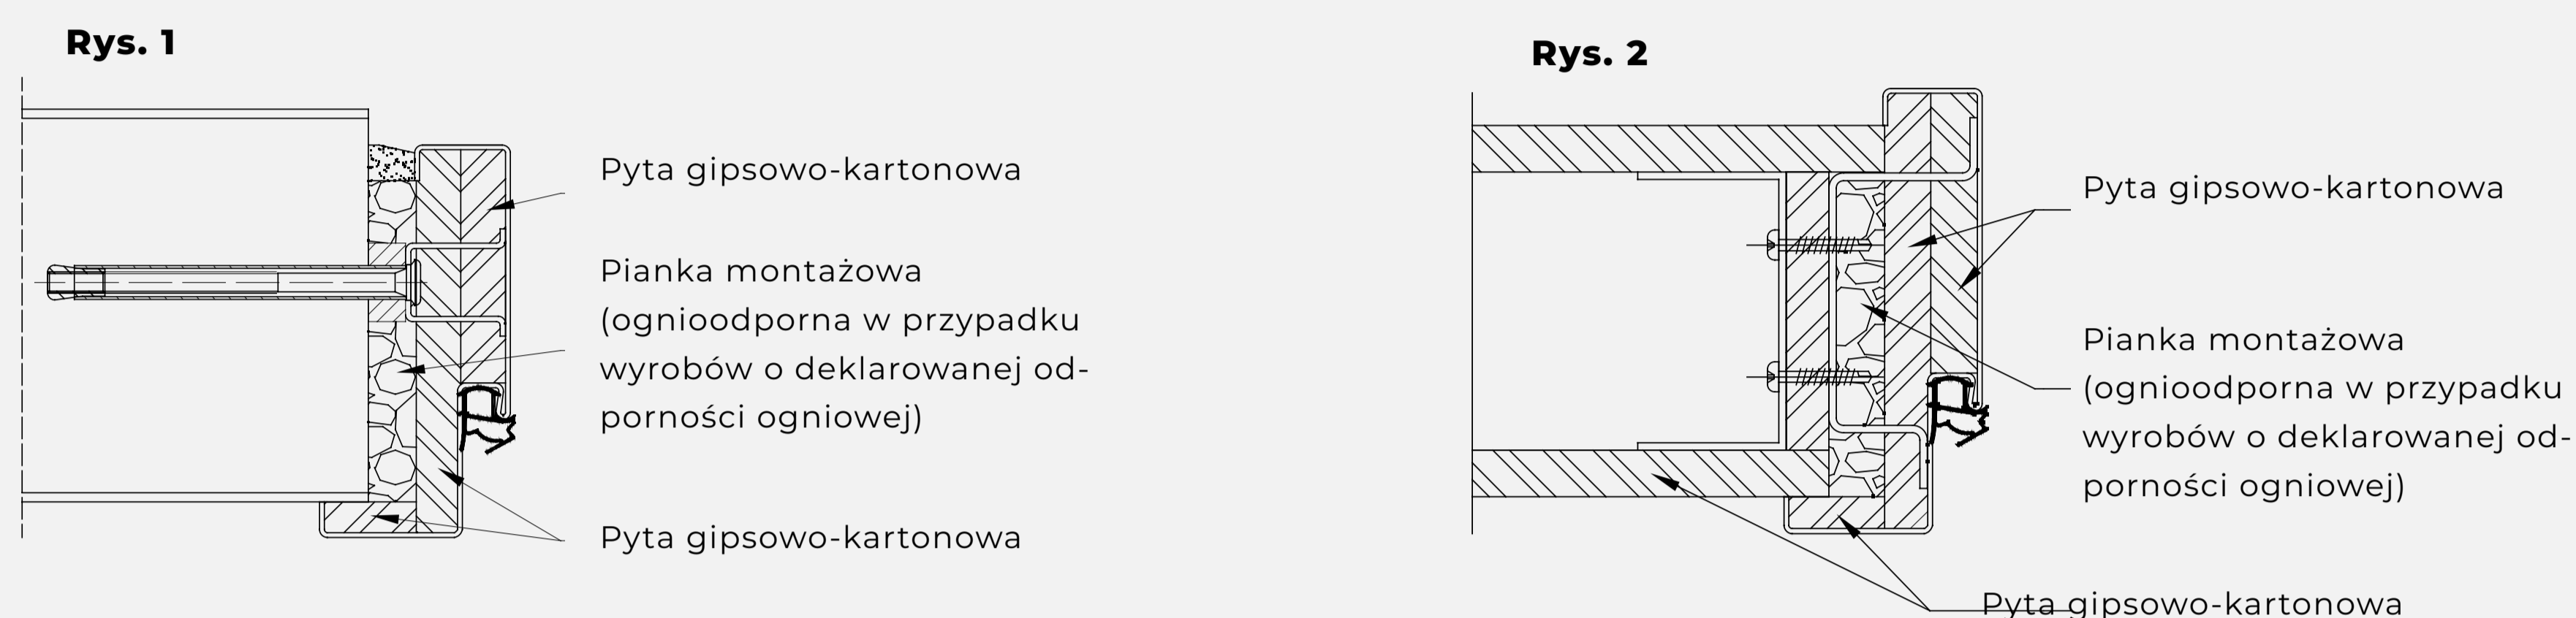 Rys. 1
Pyta gipsowo-kartonowa
Pianka montażowa
(ognioodporna w przypadku
wyrobów o deklarowanej od-
porności ogniowej)
Pyta gipsowo-kartonowa
Rys. 2
Pyta gipsowo-kartonowa
Pianka montażowa
(ognioodporna w przypadku
wyrobów o deklarowanej od-
porności ogniowej)
Pyta gipsowo-kartonowa